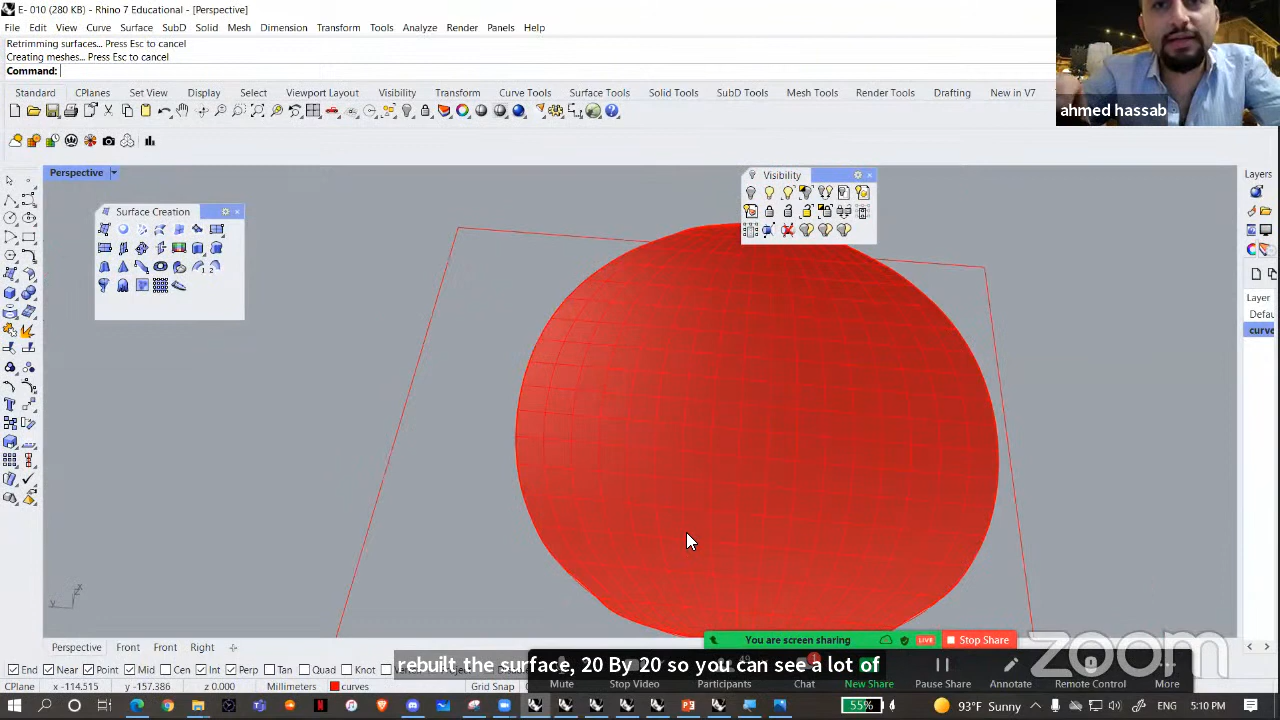 E- 010 (280 KB) - Rhino 7 Educational - [Perspective]
File Edit View Curve Surface SubD Solid Mesh Dimension Transform Tools Analyze Render Panels Help
Retrimming surfaces... Press Esc to cancel
Creating meshes... Press Esc to cancel
Command:
ahmed hassab
Standard CPlanes Set View Display Select Viewport Layout Visibility Transform Curve Tools Surface Tools Solid Tools SubD Tools Mesh Tools Render Tools Drafting New in V7
Perspective
Visibility
Layers
Surface Creation
Layer
Defau
curve
You are screen sharing LIVE Stop Share
zoom
Perspective Top Front Right
rebuilt the surface, 20 By 20 so you can see a lot of
End Near Point Mid Cen Int Perp Tan Quad Knot
Mute Stop Video Participants Chat New Share Pause Share Annotate Remote Control More
CPlane x -114.515 y -157.386 z 0.000 Millimeters curves Grid Snap
55% 93°F Sunny ENG 5:10 PM